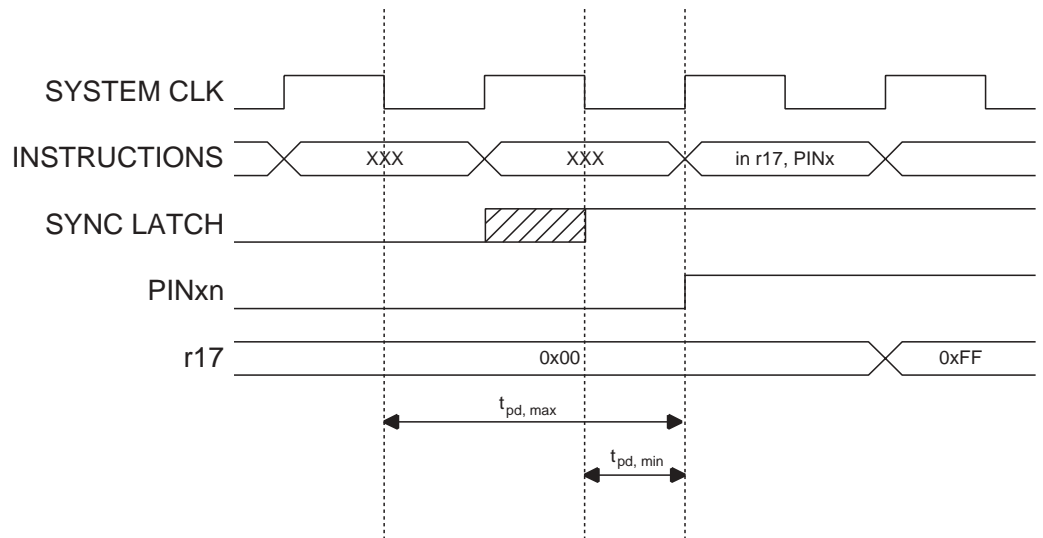 SYSTEM CLK
INSTRUCTIONS XXX XXX in r17, PINx
SYNC LATCH
PINxn
r17 0x00 0xFF
tpd, max
tpd, min